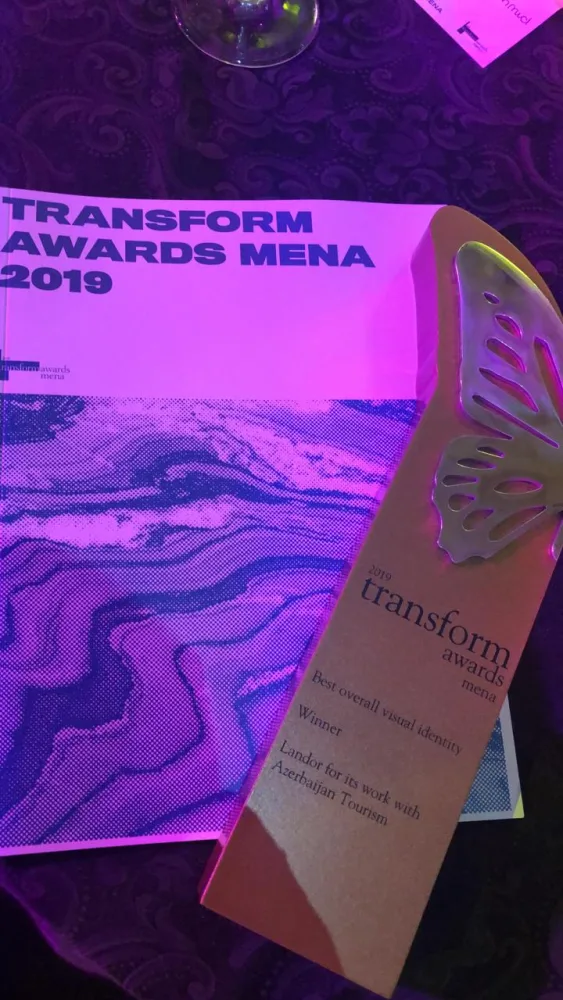 TRANSFORM
AWARDS MENA
2019
transform awards
mena
2019
transform
awards
mena
Best overall visual identity
Winner
Landor for its work with
Azerbaijan Tourism